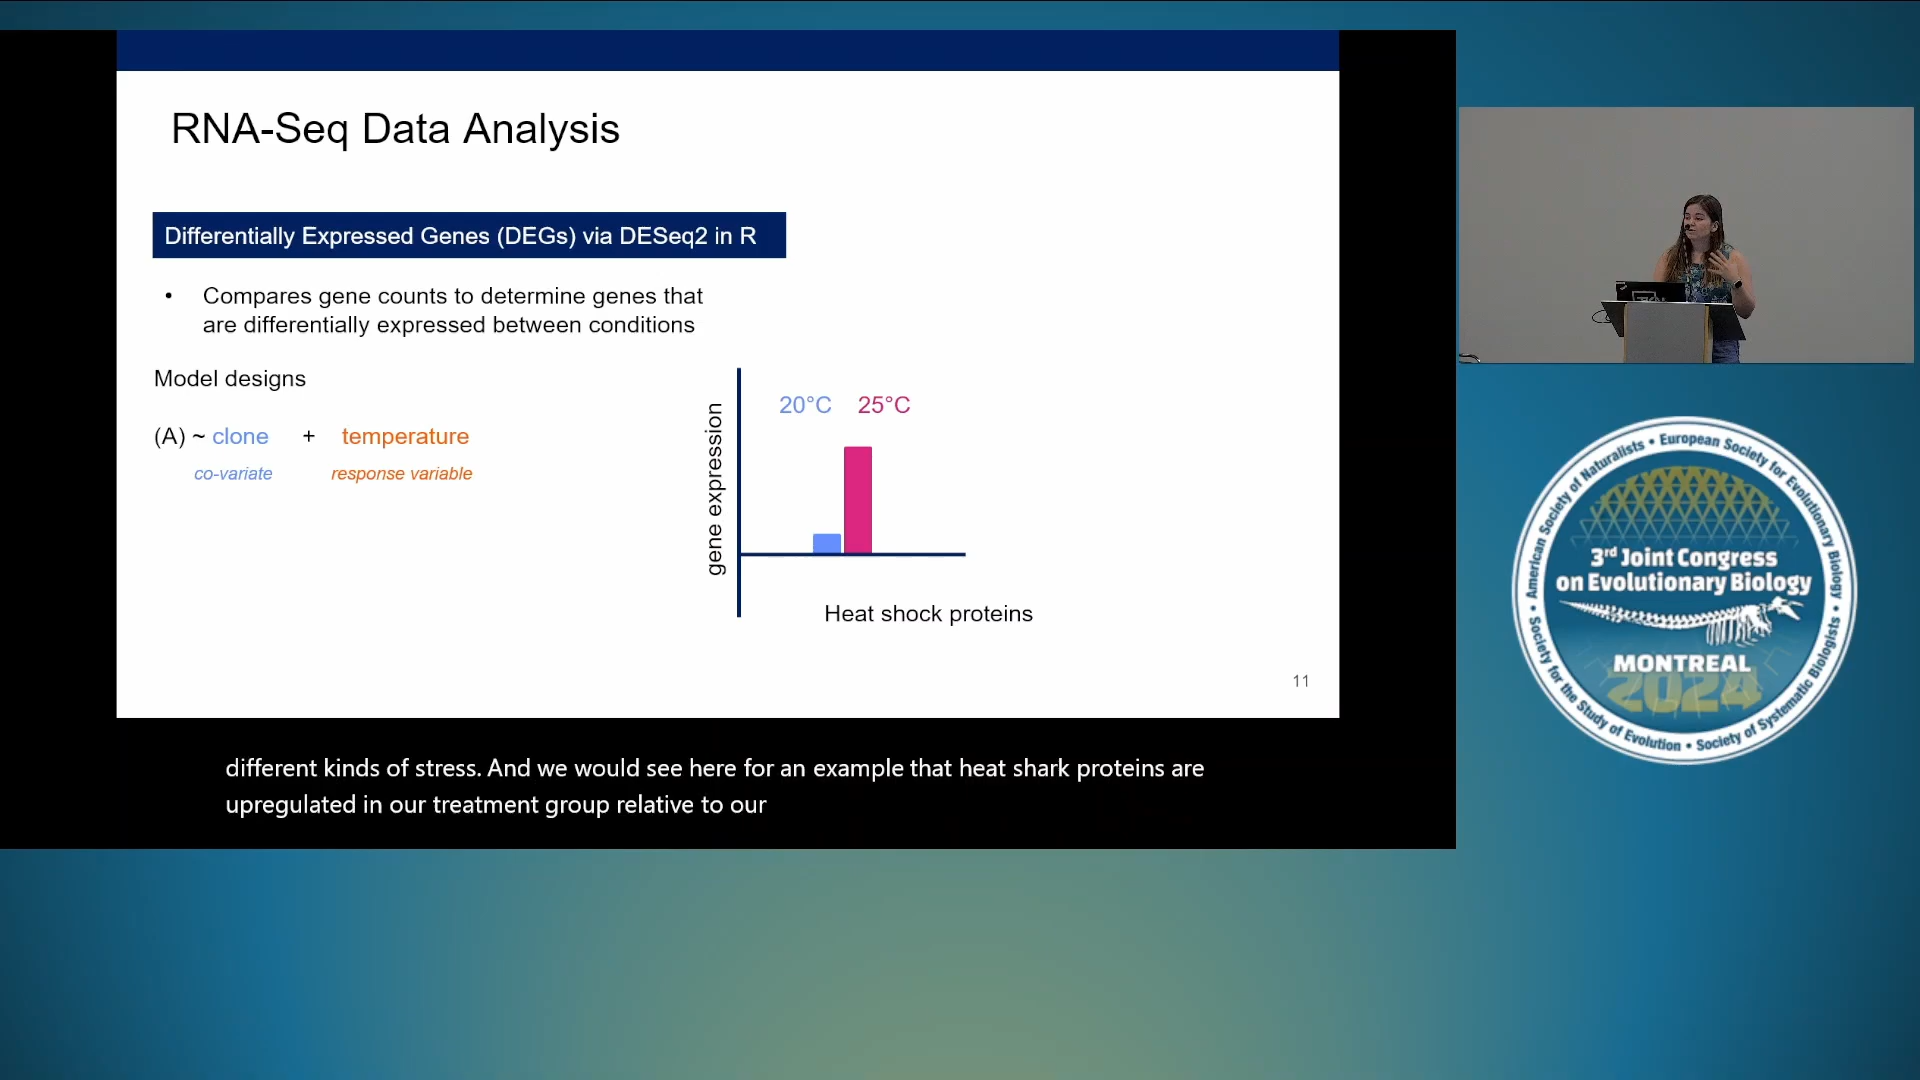 RNA-Seq Data Analysis
Differentially Expressed Genes (DEGs) via DESeq2 in R
• Compares gene counts to determine genes that
are differentially expressed between conditions
Model designs
(A) ~ clone + temperature
co-variate response variable
gene expression
20°C 25°C
Heat shock proteins
11
different kinds of stress. And we would see here for an example that heat shark proteins are
upregulated in our treatment group relative to our
American Society of Naturalists • European Society for Evolutionary Biology •
Society for the Study of Evolution • Society of Systematic Biologists •
3rd Joint Congress
on Evolutionary Biology
MONTREAL
2024